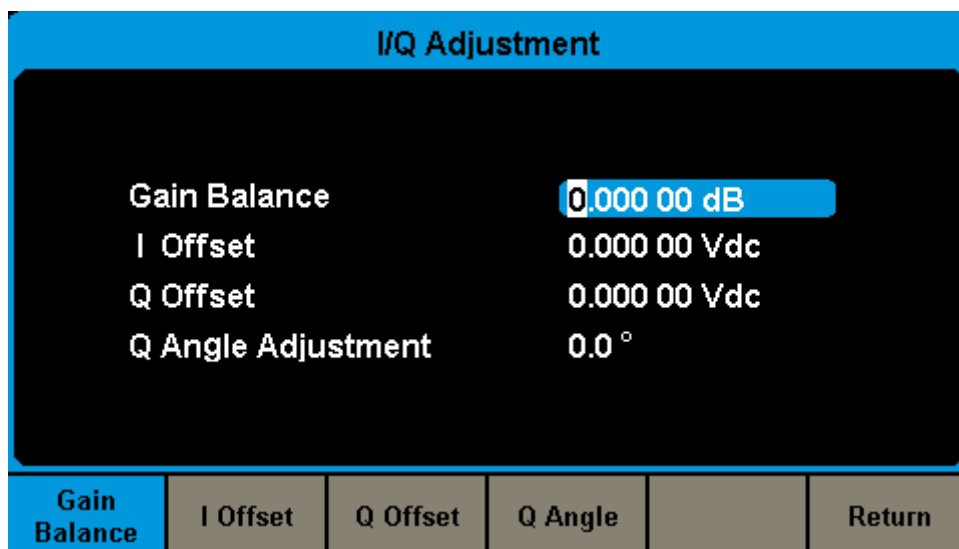 I/Q Adjustment
Gain Balance 0.000 00 dB
I Offset 0.000 00 Vdc
Q Offset 0.000 00 Vdc
Q Angle Adjustment 0.0 °
Gain Balance I Offset Q Offset Q Angle Return